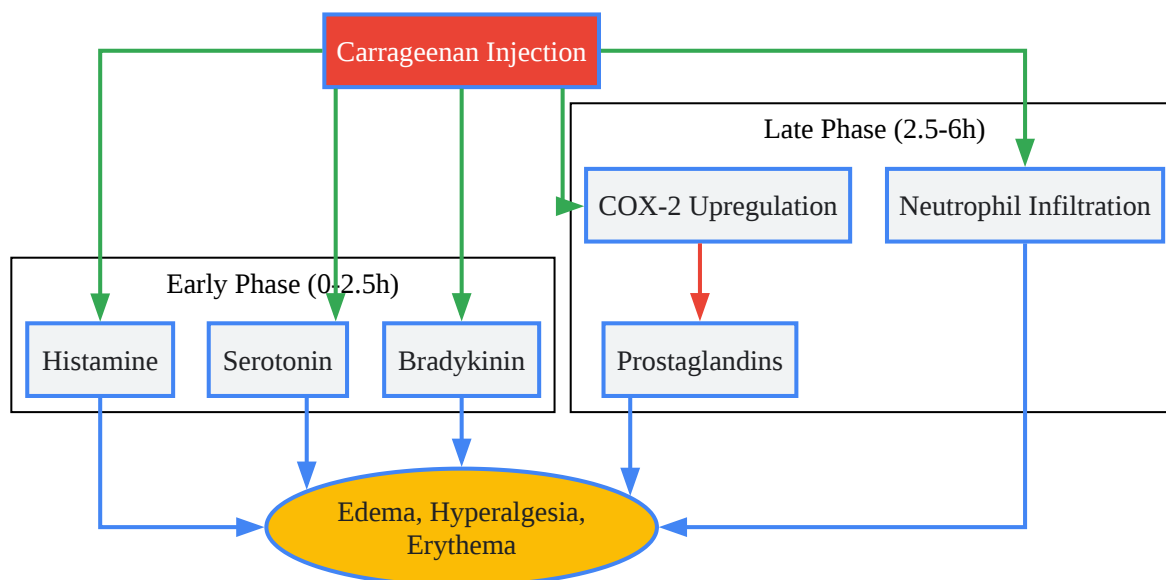 Carrageenan Injection
Late Phase (2.5-6h)
COX-2 Upregulation
Neutrophil Infiltration
Early Phase (0-2.5h)
Histamine
Serotonin
Bradykinin
Prostaglandins
Edema, Hyperalgesia,
Erythema